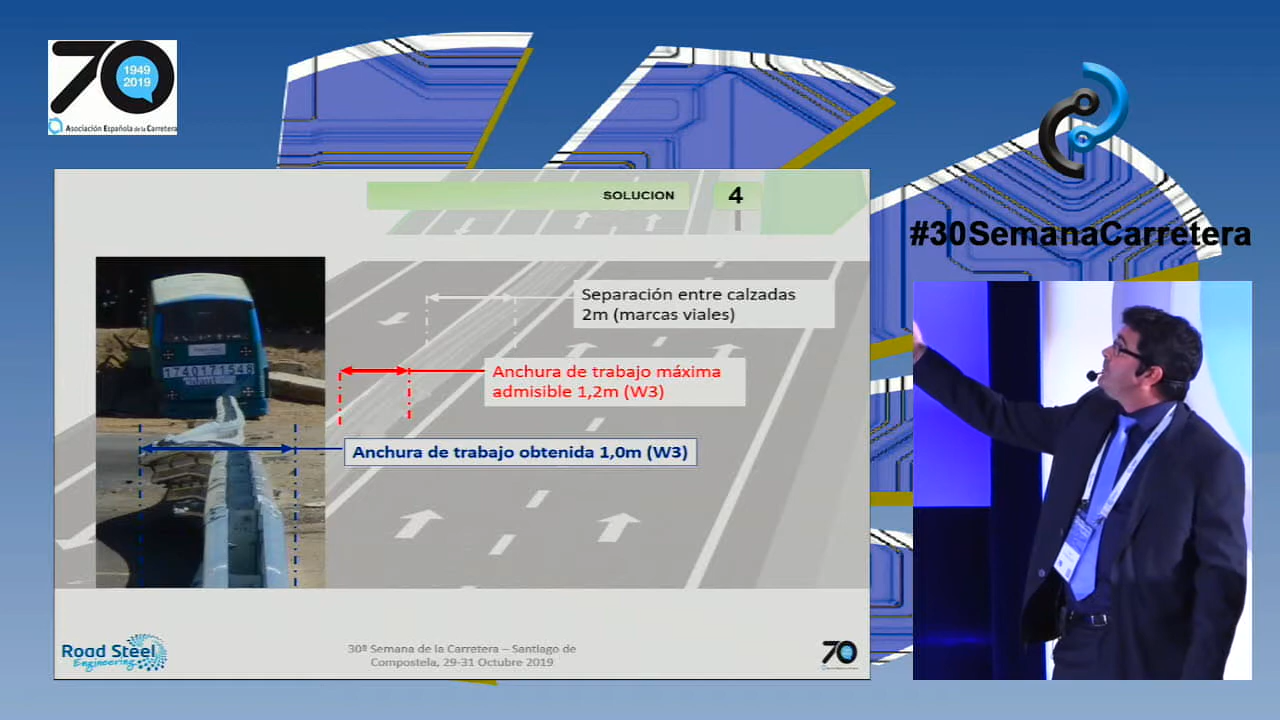 70
1949
2019
Asociación Española de la Carretera
#30SemanaCarretera
SOLUCION
4
Separación entre calzadas
2m (marcas viales)
Anchura de trabajo máxima
admisible 1,2m (W3)
Anchura de trabajo obtenida 1,0m (W3)
1740171548
Road Steel
Engineering
30ª Semana de la Carretera – Santiago de
Compostela, 29-31 Octubre 2019
70